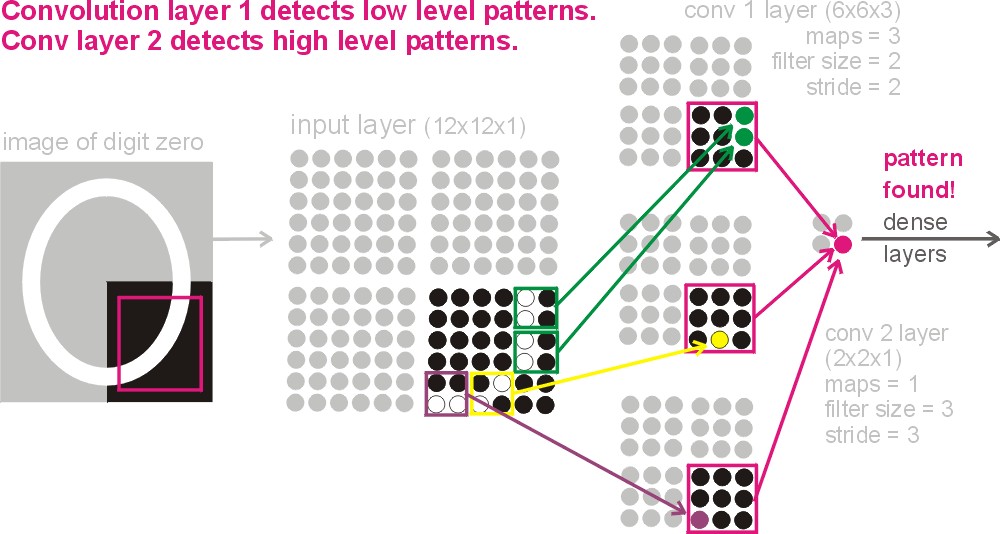 Convolution layer 1 detects low level patterns.
Conv layer 2 detects high level patterns.
conv 1 layer (6x6x3)
maps = 3
filter size = 2
stride = 2
input layer (12x12x1)
image of digit zero
pattern
found!
dense
layers
conv 2 layer
(2x2x1)
maps = 1
filter size = 3
stride = 3